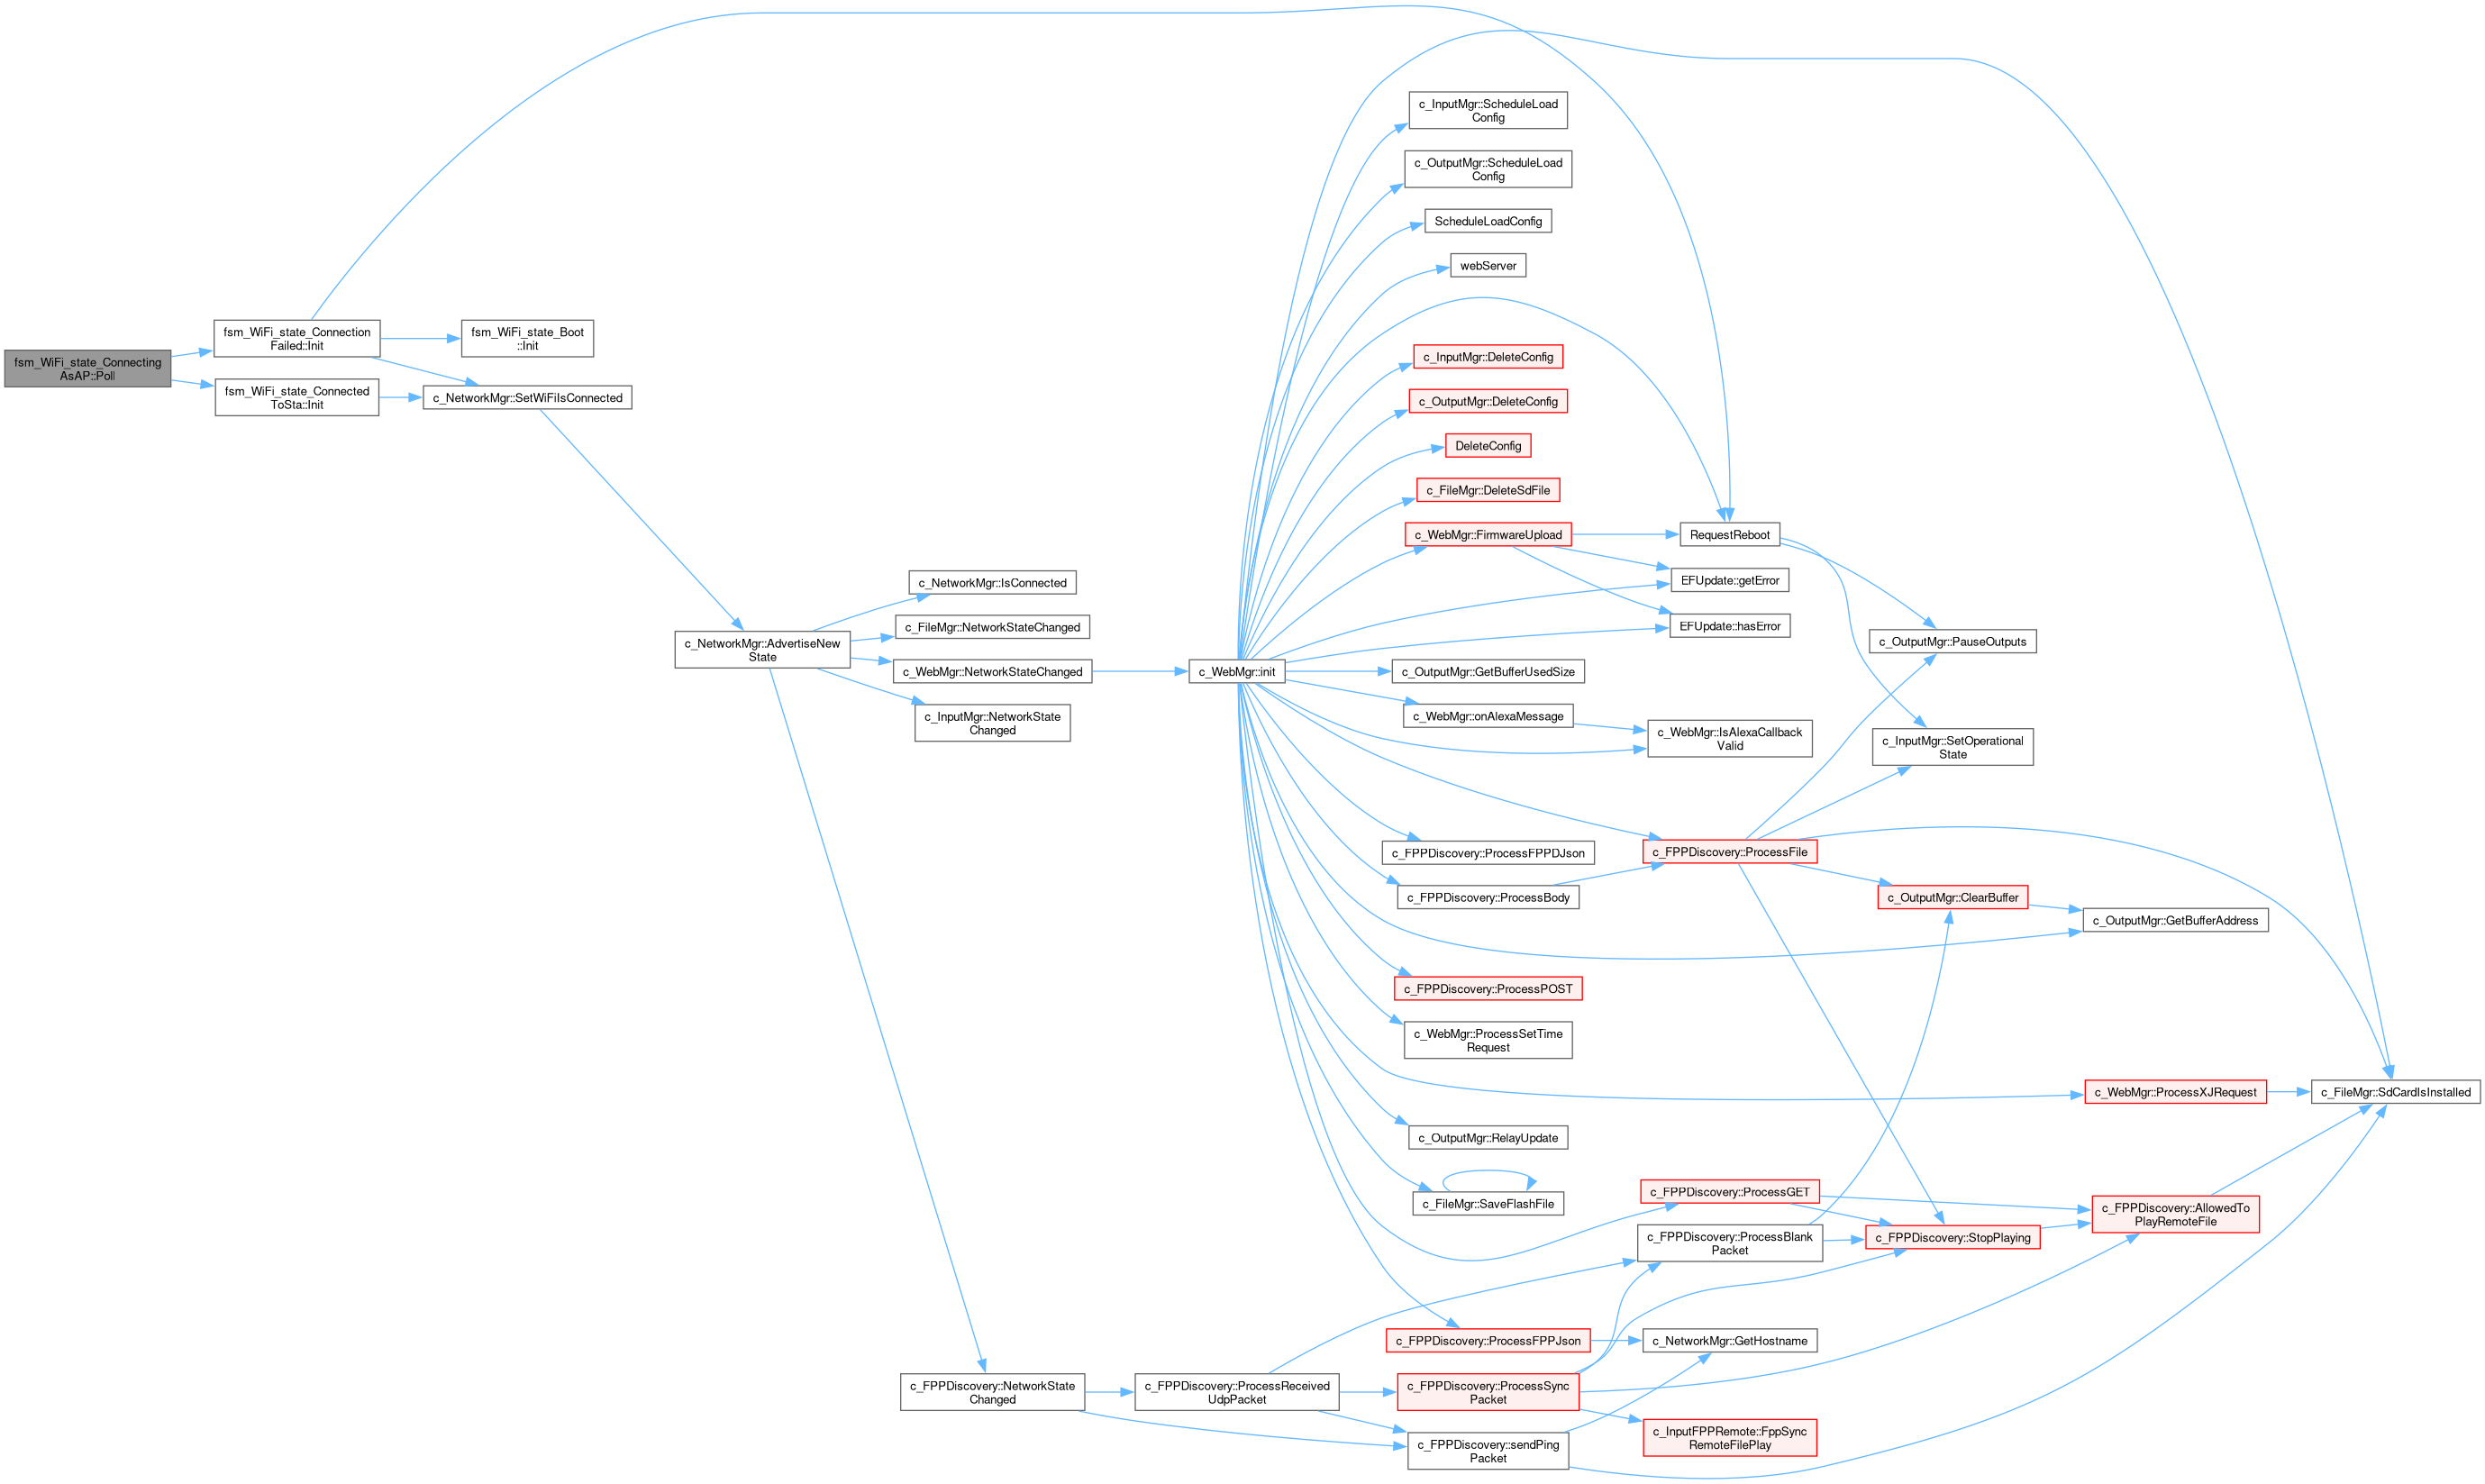 fsm_WiFi_state_Connecting
AsAP::Poll
fsm_WiFi_state_Connection
Failed::Init
fsm_WiFi_state_Connected
ToSta::Init
fsm_WiFi_state_Boot
::Init
c_NetworkMgr::SetWiFiIsConnected
c_NetworkMgr::AdvertiseNew
State
c_NetworkMgr::IsConnected
c_FileMgr::NetworkStateChanged
c_WebMgr::NetworkStateChanged
c_InputMgr::NetworkState
Changed
c_FPPDiscovery::NetworkState
Changed
c_WebMgr::init
c_FPPDiscovery::ProcessReceived
UdpPacket
c_InputMgr::ScheduleLoad
Config
c_OutputMgr::ScheduleLoad
Config
ScheduleLoadConfig
webServer
c_InputMgr::DeleteConfig
c_OutputMgr::DeleteConfig
DeleteConfig
c_FileMgr::DeleteSdFile
c_WebMgr::FirmwareUpload
c_OutputMgr::GetBufferUsedSize
c_WebMgr::onAlexaMessage
c_FPPDiscovery::ProcessFPPDJson
c_FPPDiscovery::ProcessBody
c_FPPDiscovery::ProcessPOST
c_WebMgr::ProcessSetTime
Request
c_OutputMgr::RelayUpdate
c_FileMgr::SaveFlashFile
c_FPPDiscovery::ProcessFPPJson
c_FPPDiscovery::ProcessSync
Packet
c_FPPDiscovery::sendPing
Packet
RequestReboot
EFUpdate::getError
EFUpdate::hasError
c_WebMgr::IsAlexaCallback
Valid
c_FPPDiscovery::ProcessFile
c_FPPDiscovery::ProcessGET
c_FPPDiscovery::ProcessBlank
Packet
c_NetworkMgr::GetHostname
c_InputFPPRemote::FppSync
RemoteFilePlay
c_OutputMgr::PauseOutputs
c_InputMgr::SetOperational
State
c_OutputMgr::ClearBuffer
c_FPPDiscovery::StopPlaying
c_OutputMgr::GetBufferAddress
c_WebMgr::ProcessXJRequest
c_FPPDiscovery::AllowedTo
PlayRemoteFile
c_FileMgr::SdCardIsInstalled